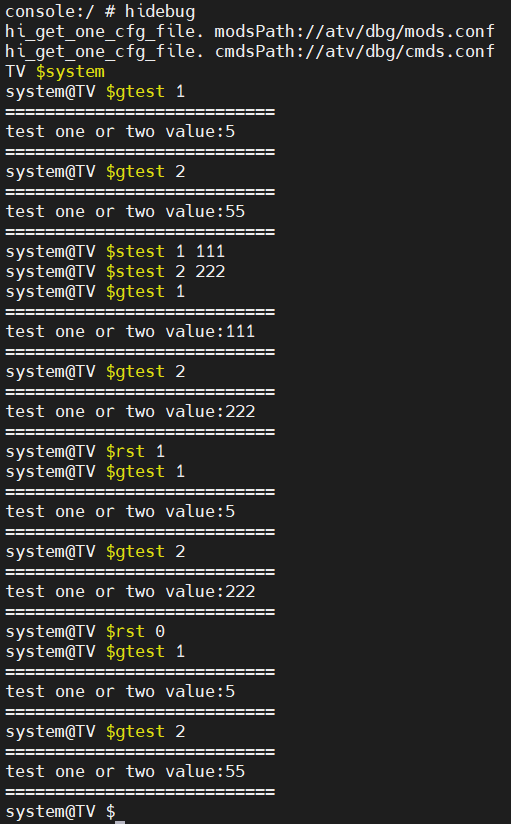 console:/ # hidebug
hi_get_one_cfg_file. modsPath://atv/dbg/mods.conf
hi_get_one_cfg_file. cmdsPath://atv/dbg/cmds.conf
TV $system
system@TV $gtest 1
===========================
test one or two value:5
===========================
system@TV $gtest 2
===========================
test one or two value:55
===========================
system@TV $stest 1 111
system@TV $stest 2 222
system@TV $gtest 1
===========================
test one or two value:111
===========================
system@TV $gtest 2
===========================
test one or two value:222
===========================
system@TV $rst 1
system@TV $gtest 1
===========================
test one or two value:5
===========================
system@TV $gtest 2
===========================
test one or two value:222
===========================
system@TV $rst 0
system@TV $gtest 1
===========================
test one or two value:5
===========================
system@TV $gtest 2
===========================
test one or two value:55
===========================
system@TV $_